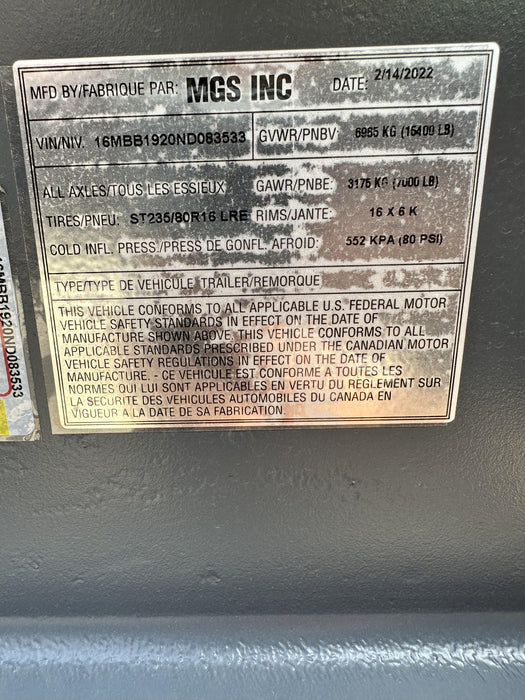 MFD BY/FABRIQUE PAR: MGS INC DATE: 2/14/2022
VIN/NIV. 16MBB1920ND083533 GVWR/PNBV: 6985 KG (15400 LB)
ALL AXLES/TOUS LES ESSIEUX GAWR/PNBE: 3175 KG (7000 LB)
TIRES/PNEU: ST235/80R16 LRE RIMS/JANTE: 16 X 6 K
COLD INFL. PRESS./PRESS DE GONFL. AFROID: 552 KPA (80 PSI)
TYPE/TYPE DE VEHICULE TRAILER/REMORQUE
THIS VEHICLE CONFORMS TO ALL APPLICABLE U.S. FEDERAL MOTOR
VEHICLE SAFETY STANDARDS IN EFFECT ON THE DATE OF
MANUFACTURE SHOWN ABOVE. THIS VEHICLE CONFORMS TO ALL
APPLICABLE STANDARDS PRESCRIBED UNDER THE CANADIAN MOTOR
VEHICLE SAFETY REGULATIONS IN EFFECT ON THE DATE OF
MANUFACTURE. - CE VEHICULE EST CONFORME A TOUTES LES
NORMES QUI LUI SONT APPLICABLES EN VERTU DU REGLEMENT SUR
LA SECURITE DES VEHICULES AUTOMOBILES DU CANADA EN
VIGUEUR A LA DATE DE SA FABRICATION.
16MBB1920ND083533